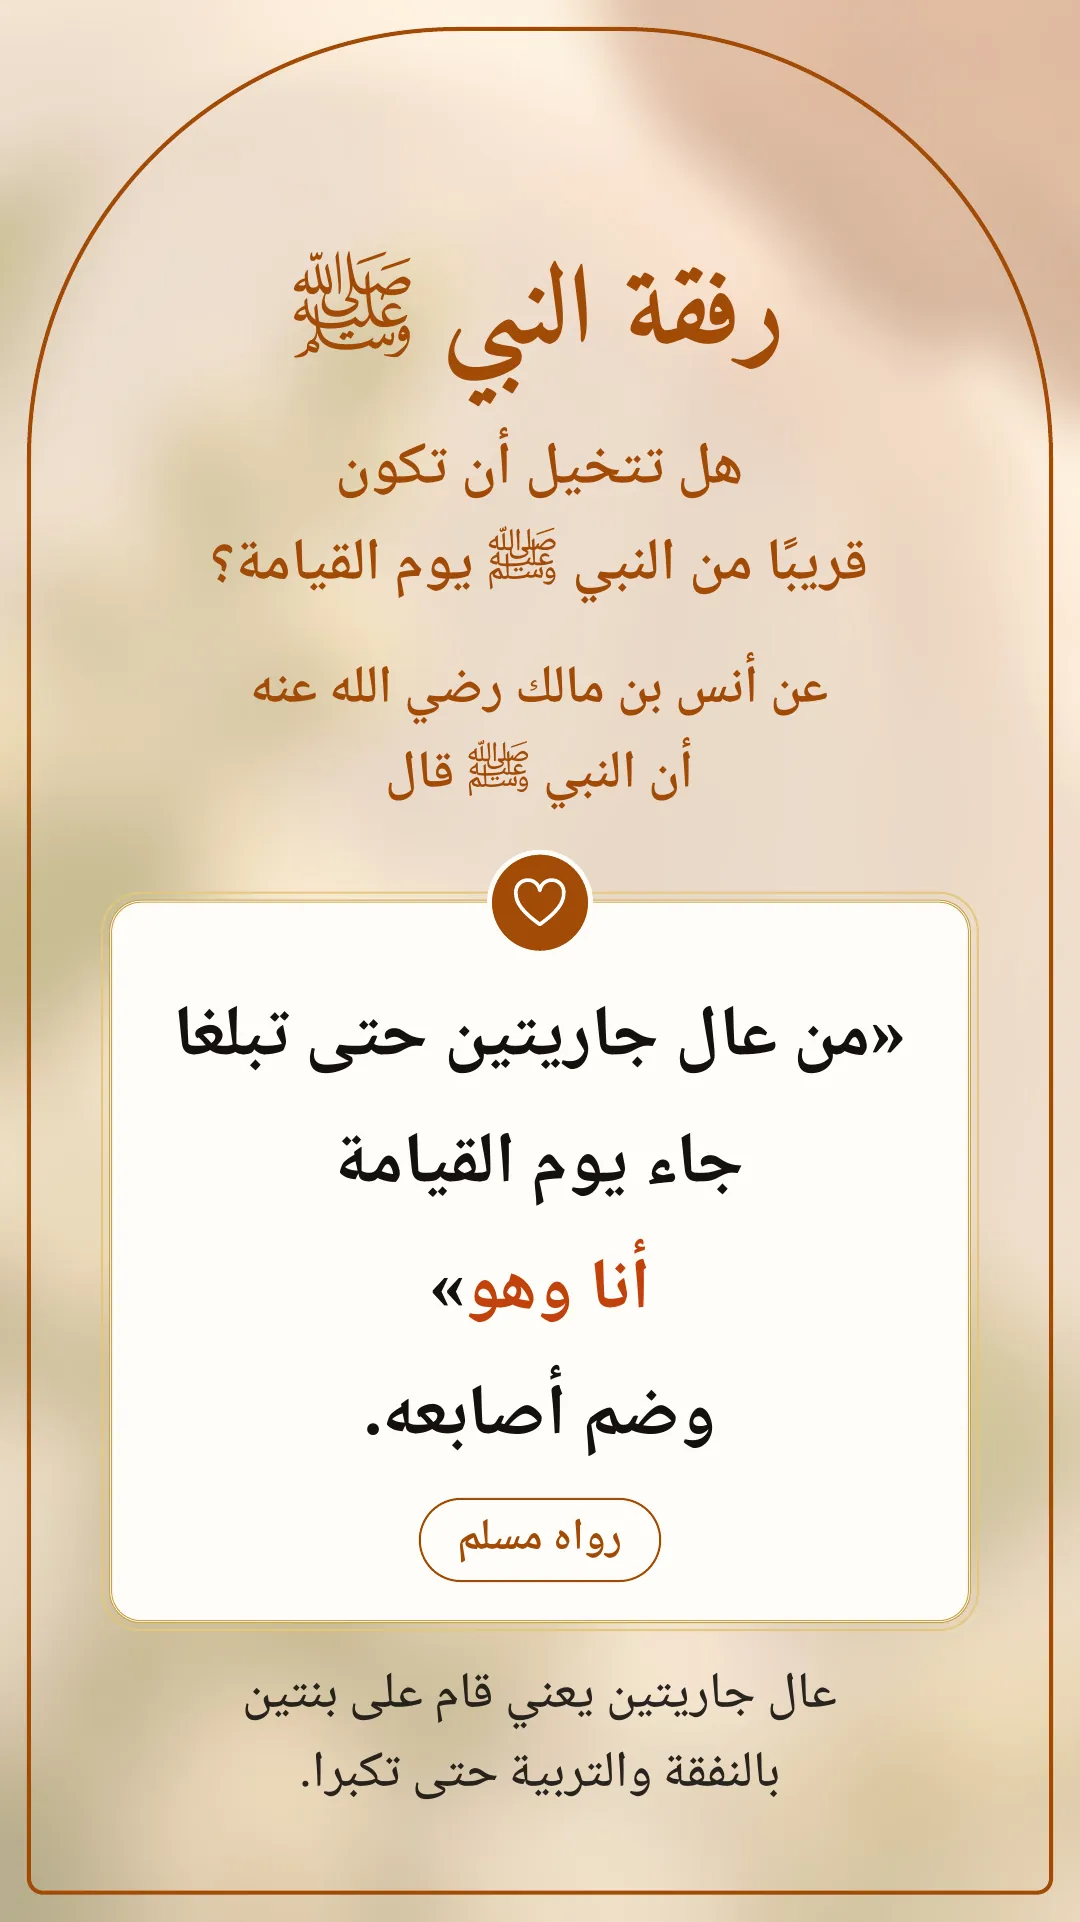 رفقة النبي ﷺ
هل تتخيل أن تكون
قريبًا من النبي ﷺ يوم القيامة؟
عن أنس بن مالك رضي الله عنه
أن النبي ﷺ قال
«من عال جاريتين حتى تبلغا
جاء يوم القيامة
أنا وهو»
وضم أصابعه.
رواه مسلم
عال جاريتين يعني قام على بنتين
بالنفقة والتربية حتى تكبرا.